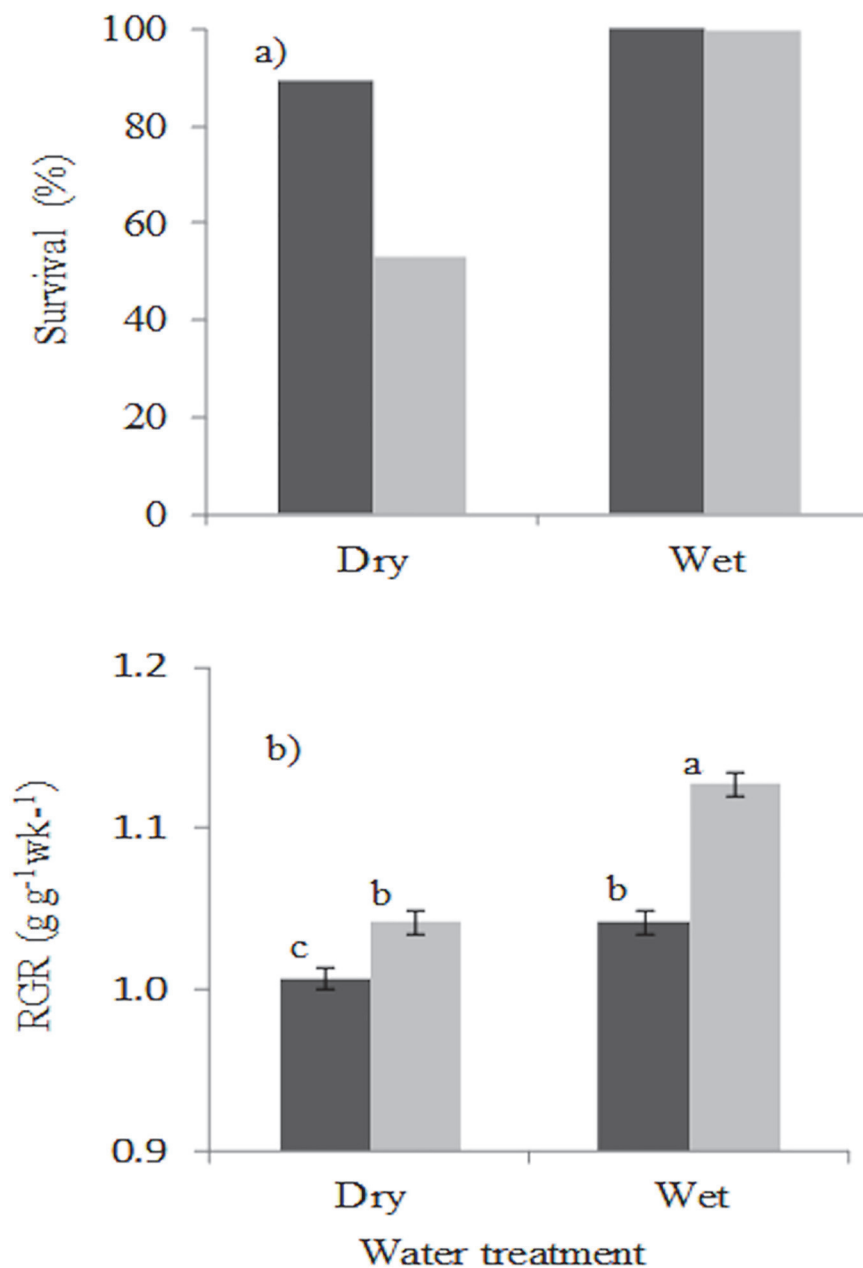 100
a)
80
60
40
20
0
Survival (%)
Dry Wet
1.2
b)
a
1.1
b b
c
1.0
0.9
RGR (g g-1wk-1)
Dry Wet
Water treatment